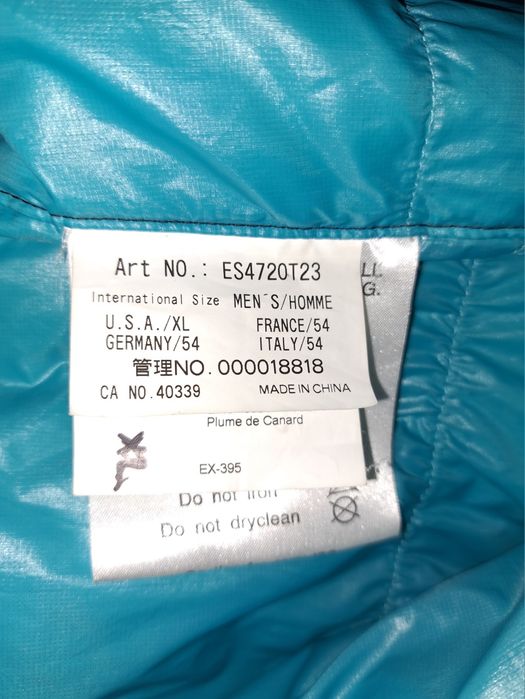 Art NO.: ES4720T23
International Size MEN'S/HOMME
U.S.A./XL FRANCE/54
GERMANY/54 ITALY/54
管理NO. 000018818
CA NO. 40339 MADE IN CHINA
LL
G.
Plume de Canard
EX-395
Do not iron
Do not dryclean